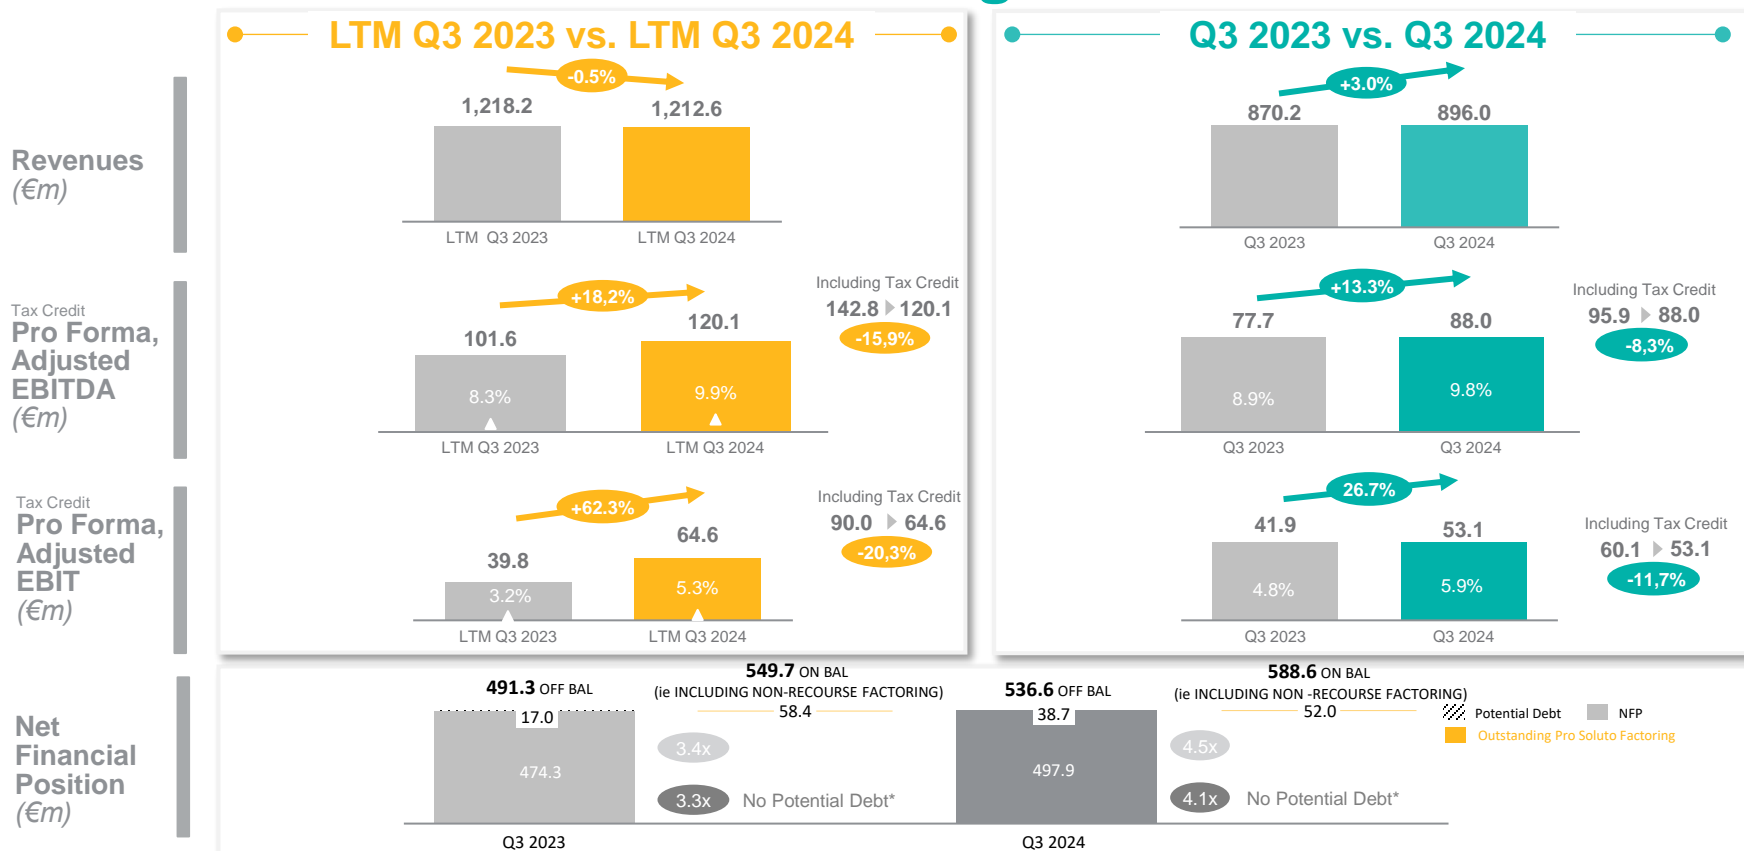 LTM Q3 2023 vs. LTM Q3 2024
Q3 2023 vs. Q3 2024
Revenues
(€m)
-0.5%
1,218.2
1,212.6
LTM Q3 2023
LTM Q3 2024
+3.0%
870.2
896.0
Q3 2023
Q3 2024
Tax Credit
Pro Forma,
Adjusted
EBITDA
(€m)
+18,2%
101.6
120.1
8.3%
9.9%
LTM Q3 2023
LTM Q3 2024
Including Tax Credit
142.8 120.1
-15,9%
+13.3%
77.7
88.0
8.9%
9.8%
Q3 2023
Q3 2024
Including Tax Credit
95.9 88.0
-8,3%
Tax Credit
Pro Forma,
Adjusted
EBIT
(€m)
+62.3%
39.8
64.6
3.2%
5.3%
LTM Q3 2023
LTM Q3 2024
Including Tax Credit
90.0 64.6
-20,3%
26.7%
41.9
53.1
4.8%
5.9%
Q3 2023
Q3 2024
Including Tax Credit
60.1 53.1
-11,7%
Net
Financial
Position
(€m)
491.3 OFF BAL
17.0
474.3
Q3 2023
549.7 ON BAL
(ie INCLUDING NON-RECOURSE FACTORING)
58.4
3.4x
3.3x No Potential Debt*
536.6 OFF BAL
38.7
497.9
Q3 2024
588.6 ON BAL
(ie INCLUDING NON -RECOURSE FACTORING)
52.0
4.5x
4.1x No Potential Debt*
Potential Debt NFP
Outstanding Pro Soluto Factoring